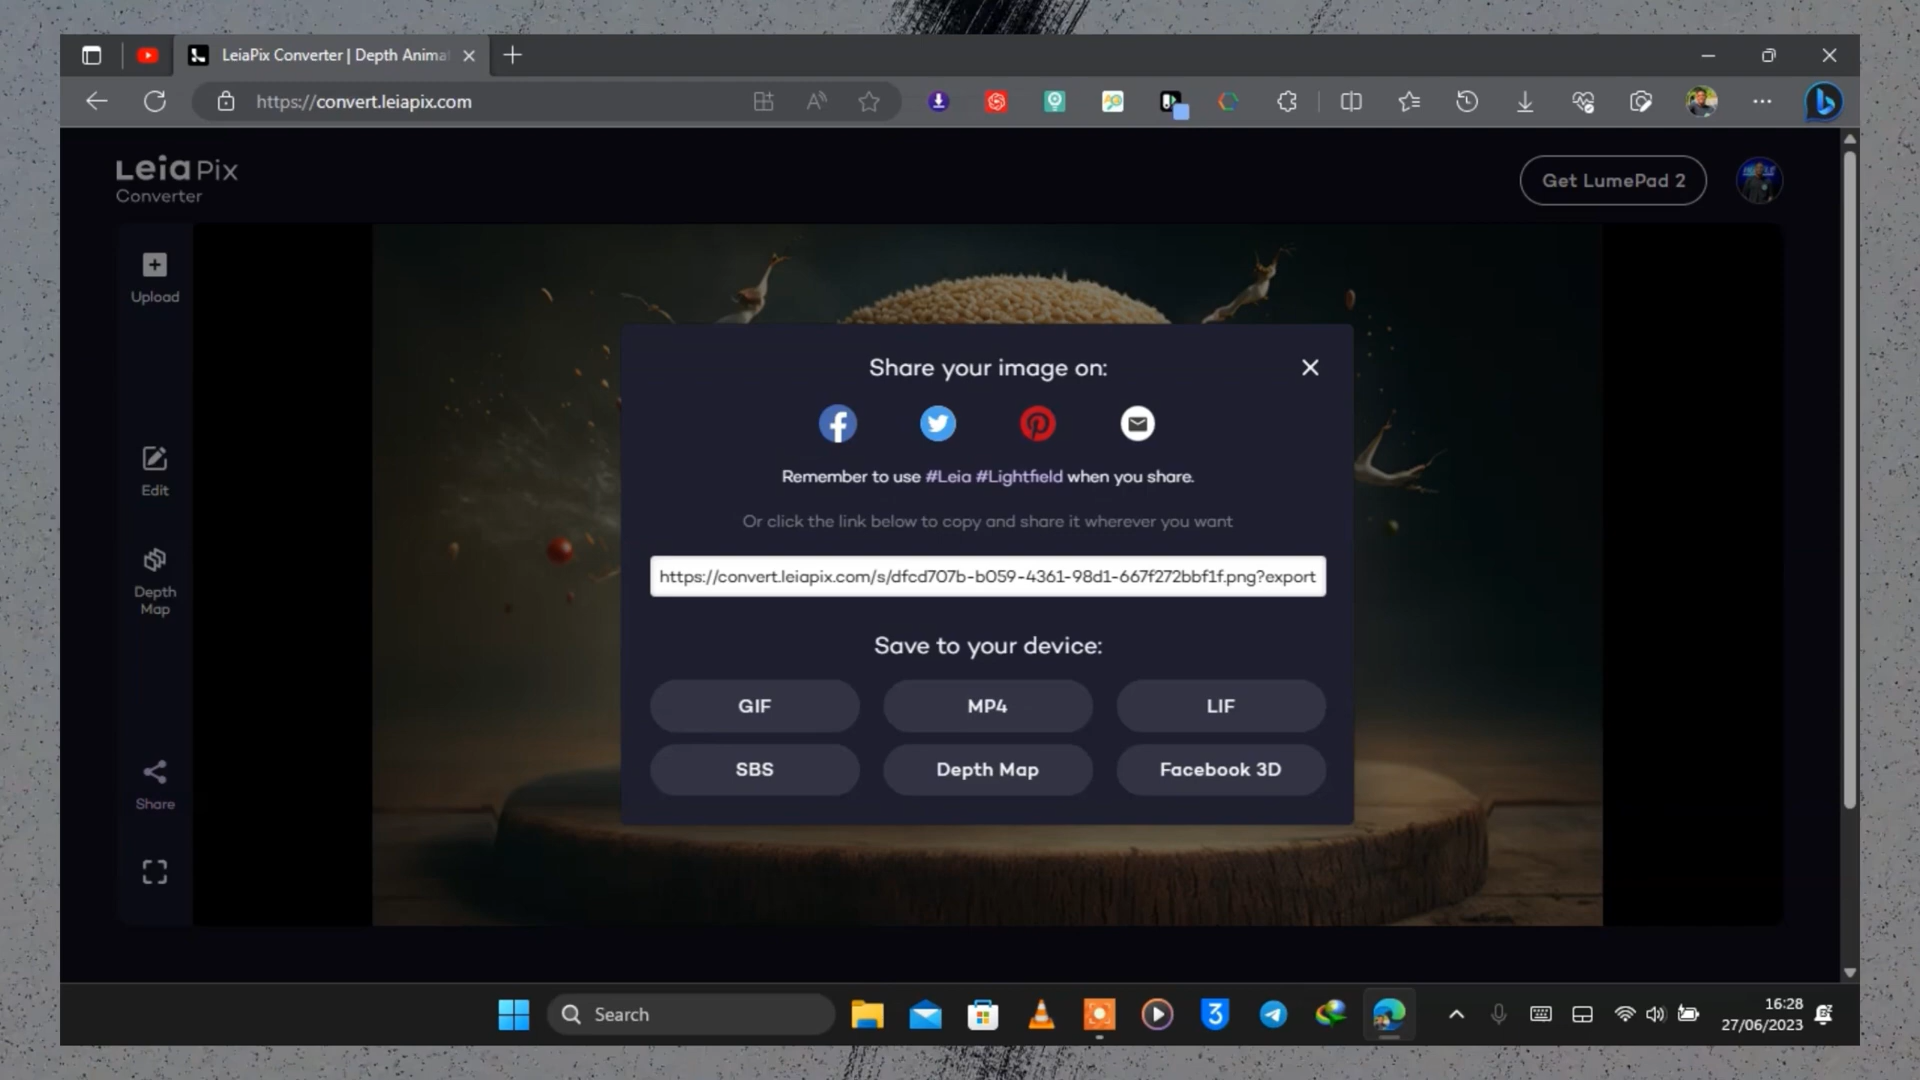 LeiaPix Converter | Depth Anima
https://convert.leiapix.com
Leia Pix
Converter
Get LumePad 2
Upload
Edit
Depth
Map
Share
Share your image on:
Remember to use #Leia #Lightfield when you share.
Or click the link below to copy and share it wherever you want
https://convert.leiapix.com/s/dfcd707b-b059-4361-98d1-667f272bbf1f.png?export
Save to your device:
GIF
MP4
LIF
SBS
Depth Map
Facebook 3D
Search
16:28
27/06/2023